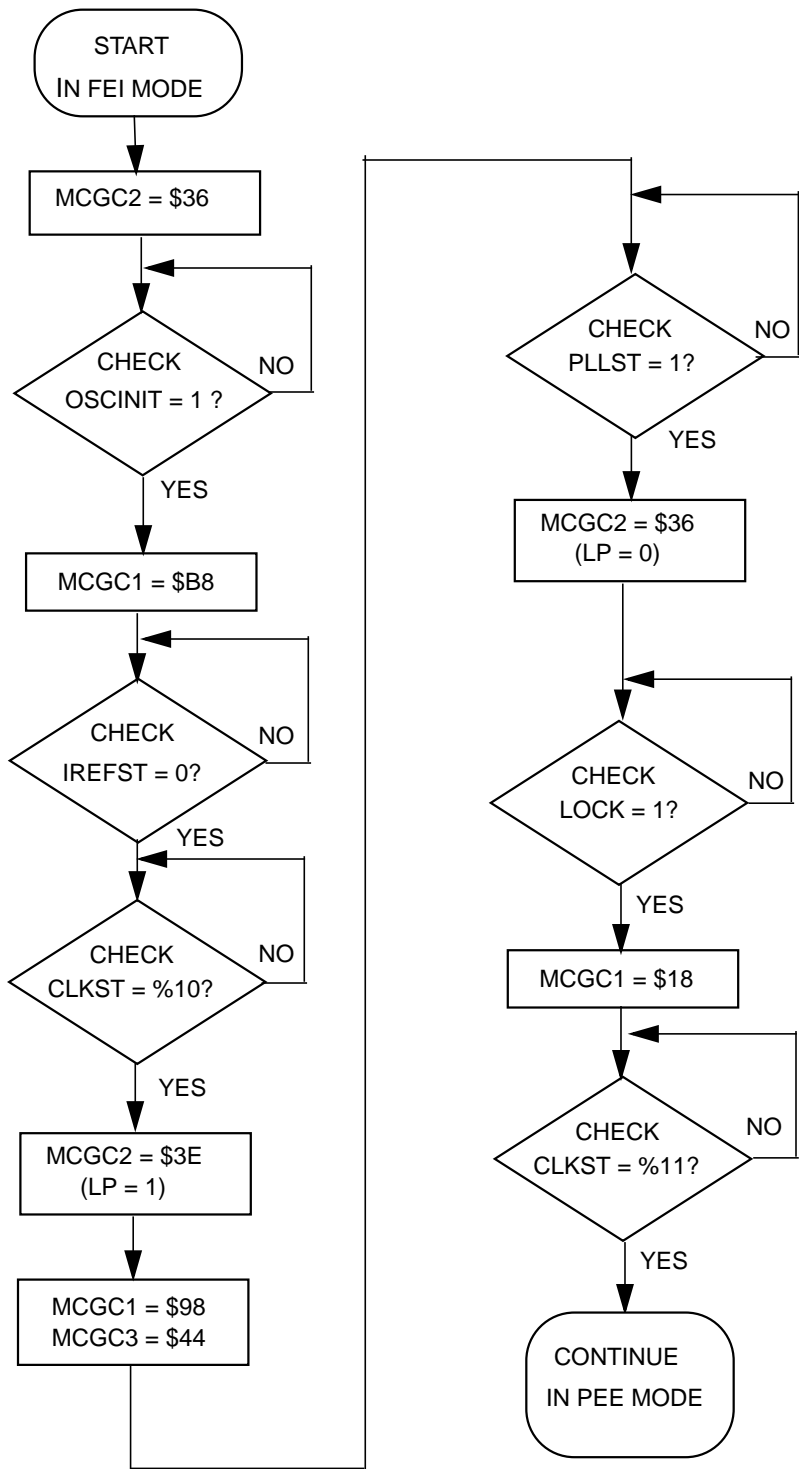 START
IN FEI MODE
MCGC2 = $36
CHECK
OSCINIT = 1 ?
NO
YES
MCGC1 = $B8
CHECK
IREFST = 0?
NO
YES
CHECK
CLKST = %10?
NO
YES
MCGC2 = $3E
(LP = 1)
MCGC1 = $98
MCGC3 = $44
CHECK
PLLST = 1?
NO
YES
MCGC2 = $36
(LP = 0)
CHECK
LOCK = 1?
NO
YES
MCGC1 = $18
CHECK
CLKST = %11?
NO
YES
CONTINUE
IN PEE MODE